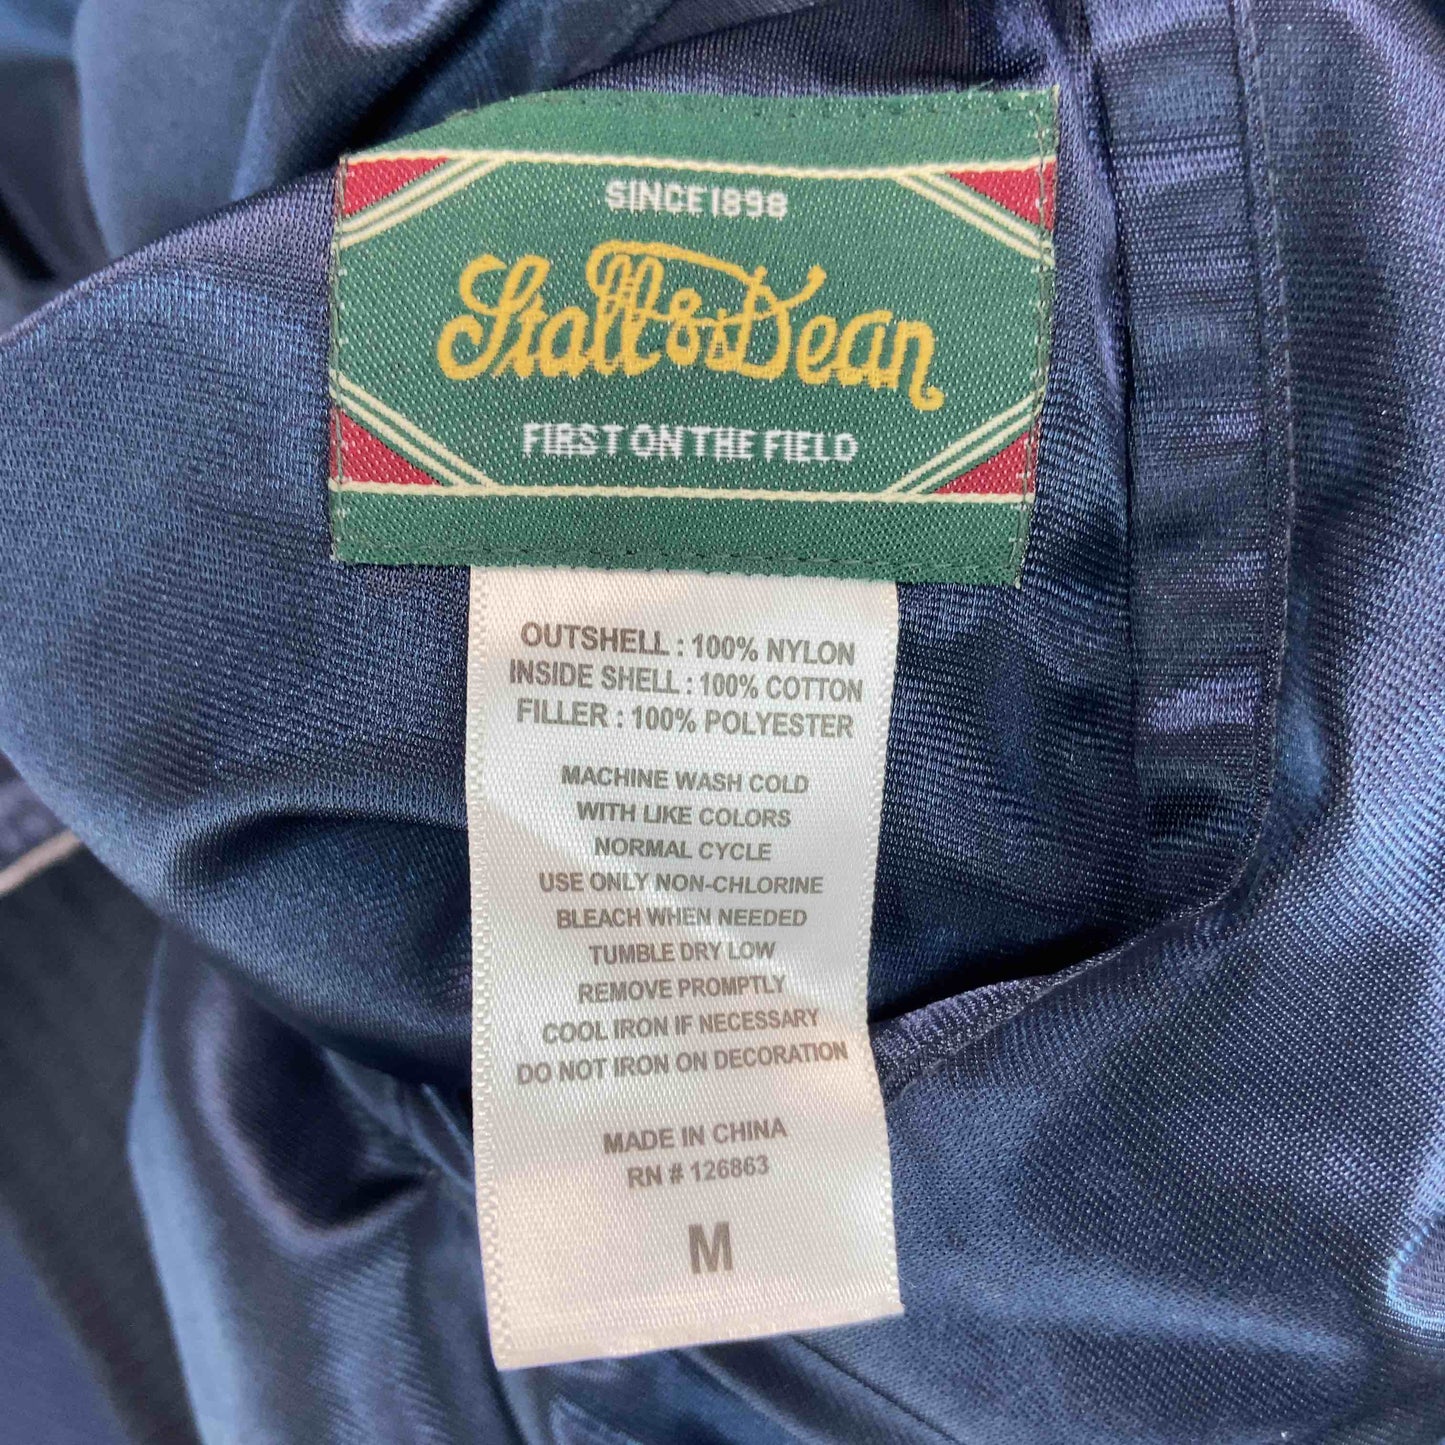 SINCE 1898
Stall & Dean
FIRST ON THE FIELD
OUTSHELL : 100% NYLON
INSIDE SHELL : 100% COTTON
FILLER : 100% POLYESTER
MACHINE WASH COLD
WITH LIKE COLORS
NORMAL CYCLE
USE ONLY NON-CHLORINE
BLEACH WHEN NEEDED
TUMBLE DRY LOW
REMOVE PROMPTLY
COOL IRON IF NECESSARY
DO NOT IRON ON DECORATION
MADE IN CHINA
RN # 126863
M